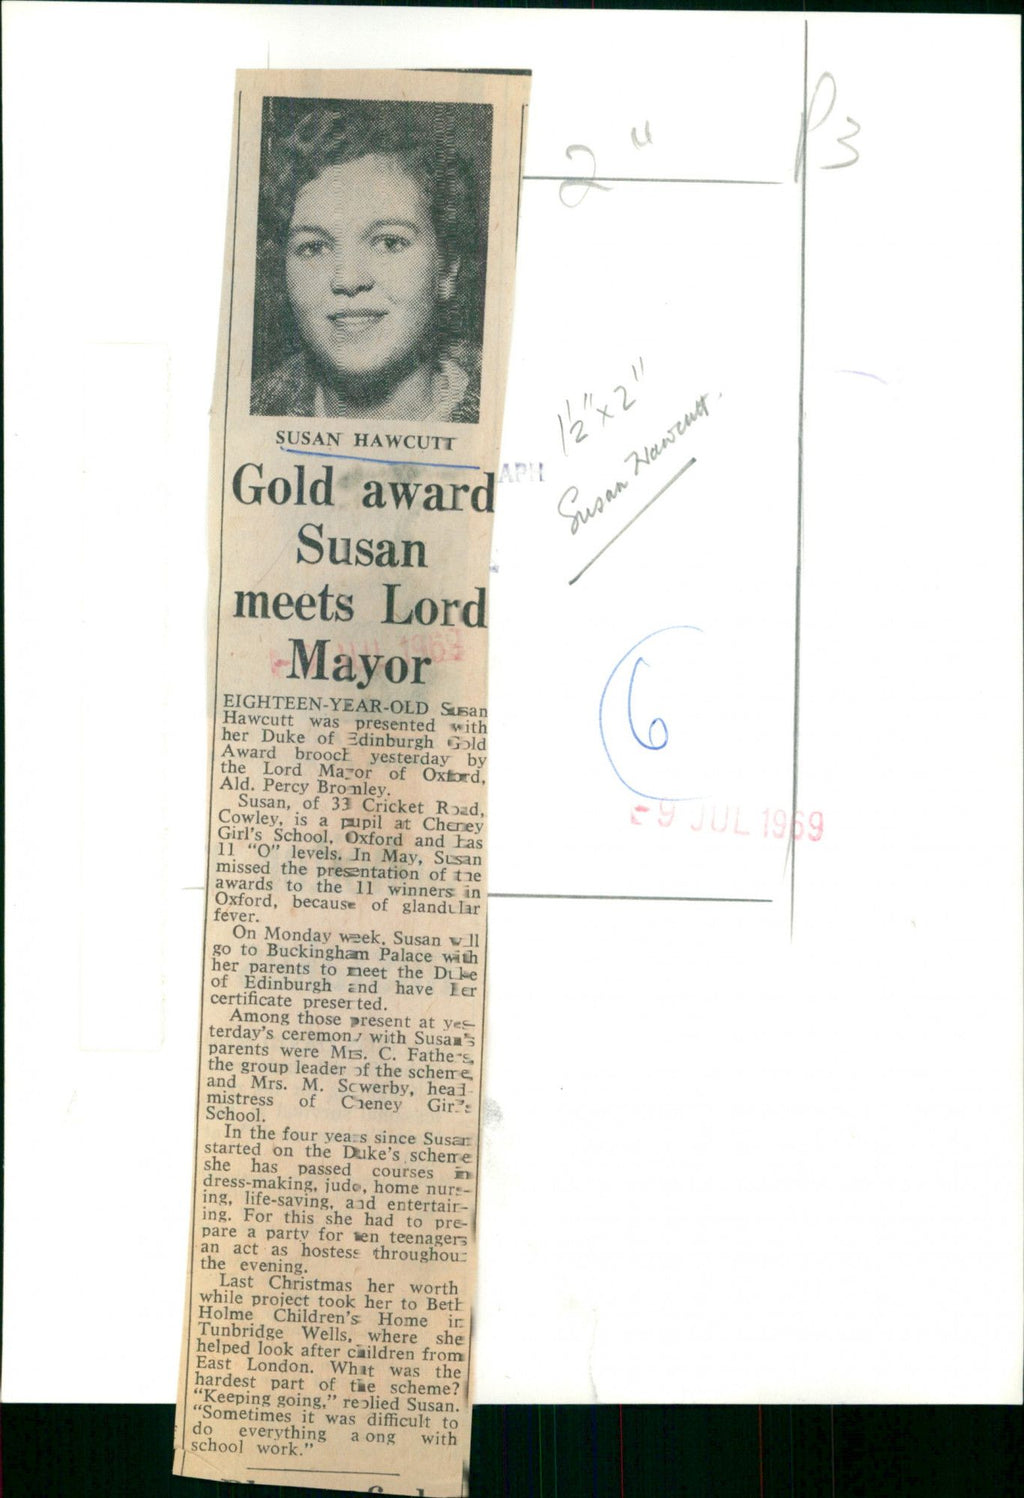 2"
P3
SUSAN HAWCUTT
1½" x 2"
Susan Hawcutt.
APH
Gold award
Susan
meets Lord
Mayor
JUL 1969
6
-9 JUL 1969
EIGHTEEN-YEAR-OLD Susan
Hawcutt was presented with
her Duke of Edinburgh Gold
Award brooch yesterday by
the Lord Mayor of Oxford,
Ald. Percy Bromley.
Susan, of 33 Cricket Road,
Cowley, is a pupil at Cheney
Girl's School, Oxford and has
11 "O" levels. In May, Susan
missed the presentation of the
awards to the 11 winners in
Oxford, because of glandular
fever.
On Monday week, Susan will
go to Buckingham Palace with
her parents to meet the Duke
of Edinburgh and have her
certificate presented.
Among those present at yes-
terday's ceremony with Susan's
parents were Mrs. C. Fathers,
the group leader of the scheme,
and Mrs. M. Sowerby, head-
mistress of Cheney Girl's
School.
In the four years since Susan
started on the Duke's scheme
she has passed courses in
dress-making, judo, home nurs-
ing, life-saving, and entertain-
ing. For this she had to pre-
pare a party for ten teenagers
an act as hostess throughout
the evening.
Last Christmas her worth
while project took her to Beth
Holme Children's Home in
Tunbridge Wells, where she
helped look after children from
East London. What was the
hardest part of the scheme?
"Keeping going," replied Susan.
"Sometimes it was difficult to
do everything along with
school work."